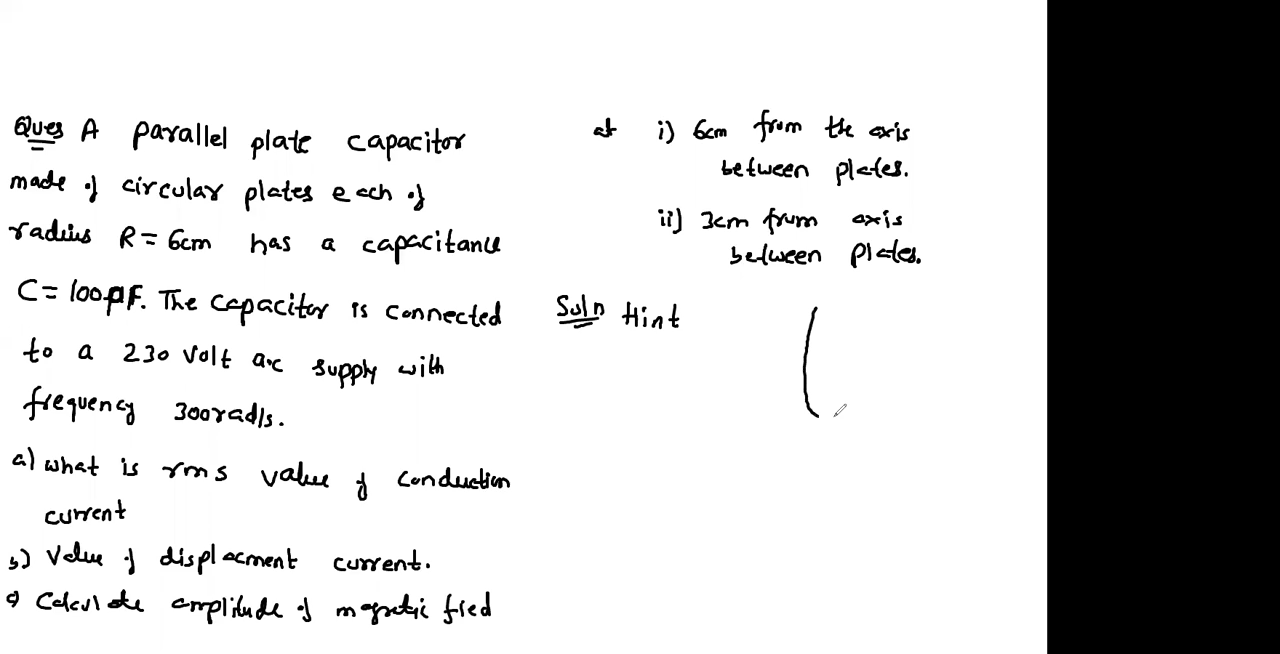 Ques A parallel plate capacitor
made of circular plates each of
radius R = 6cm has a capacitance
C = 100pF. The capacitor is connected
to a 230 volt a.c supply with
frequency 300rad/s.
a) what is rms value of conduction
current
b) Value of displacment current.
c) Calculate amplitude of magnetic fied
at i) 6cm from the axis
between plates.
ii) 3cm from axis
between plates.
Soln Hint